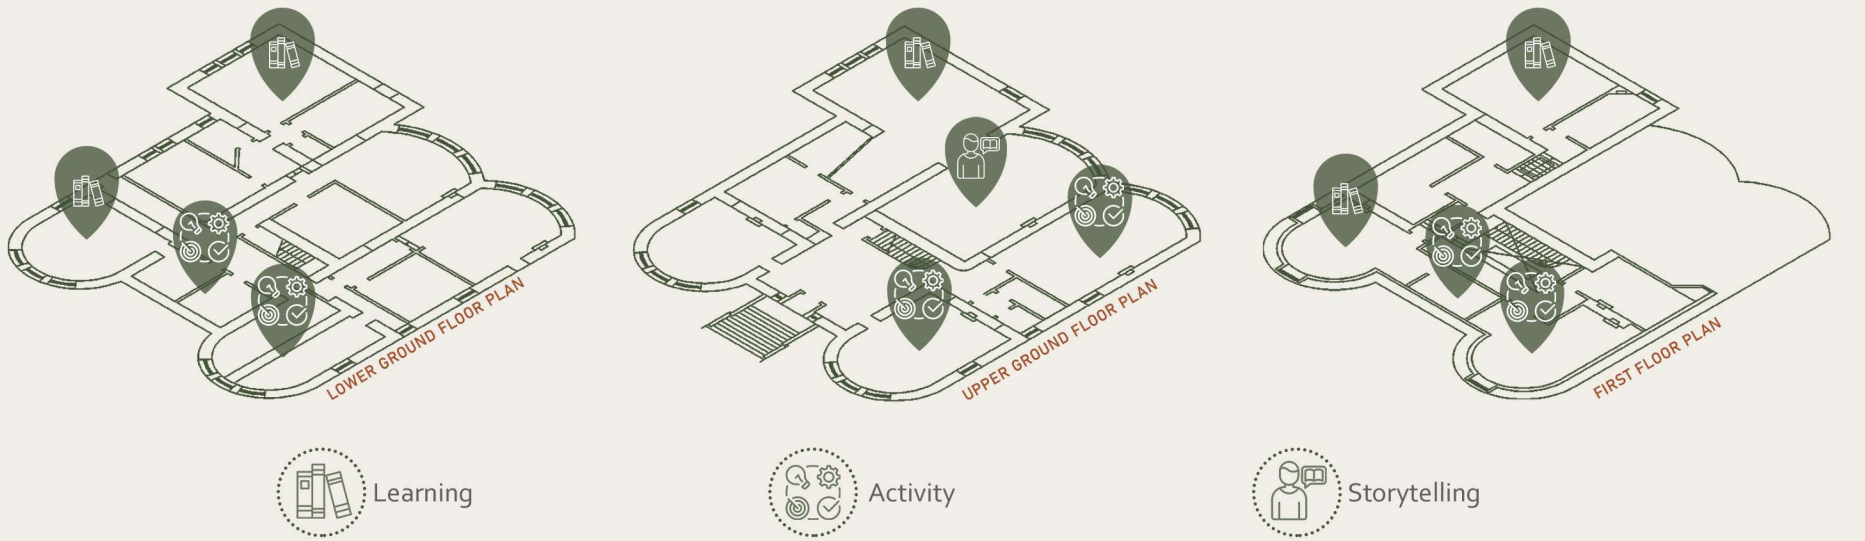 LOWER GROUND FLOOR PLAN
UPPER GROUND FLOOR PLAN
FIRST FLOOR PLAN
Learning
Activity
Storytelling